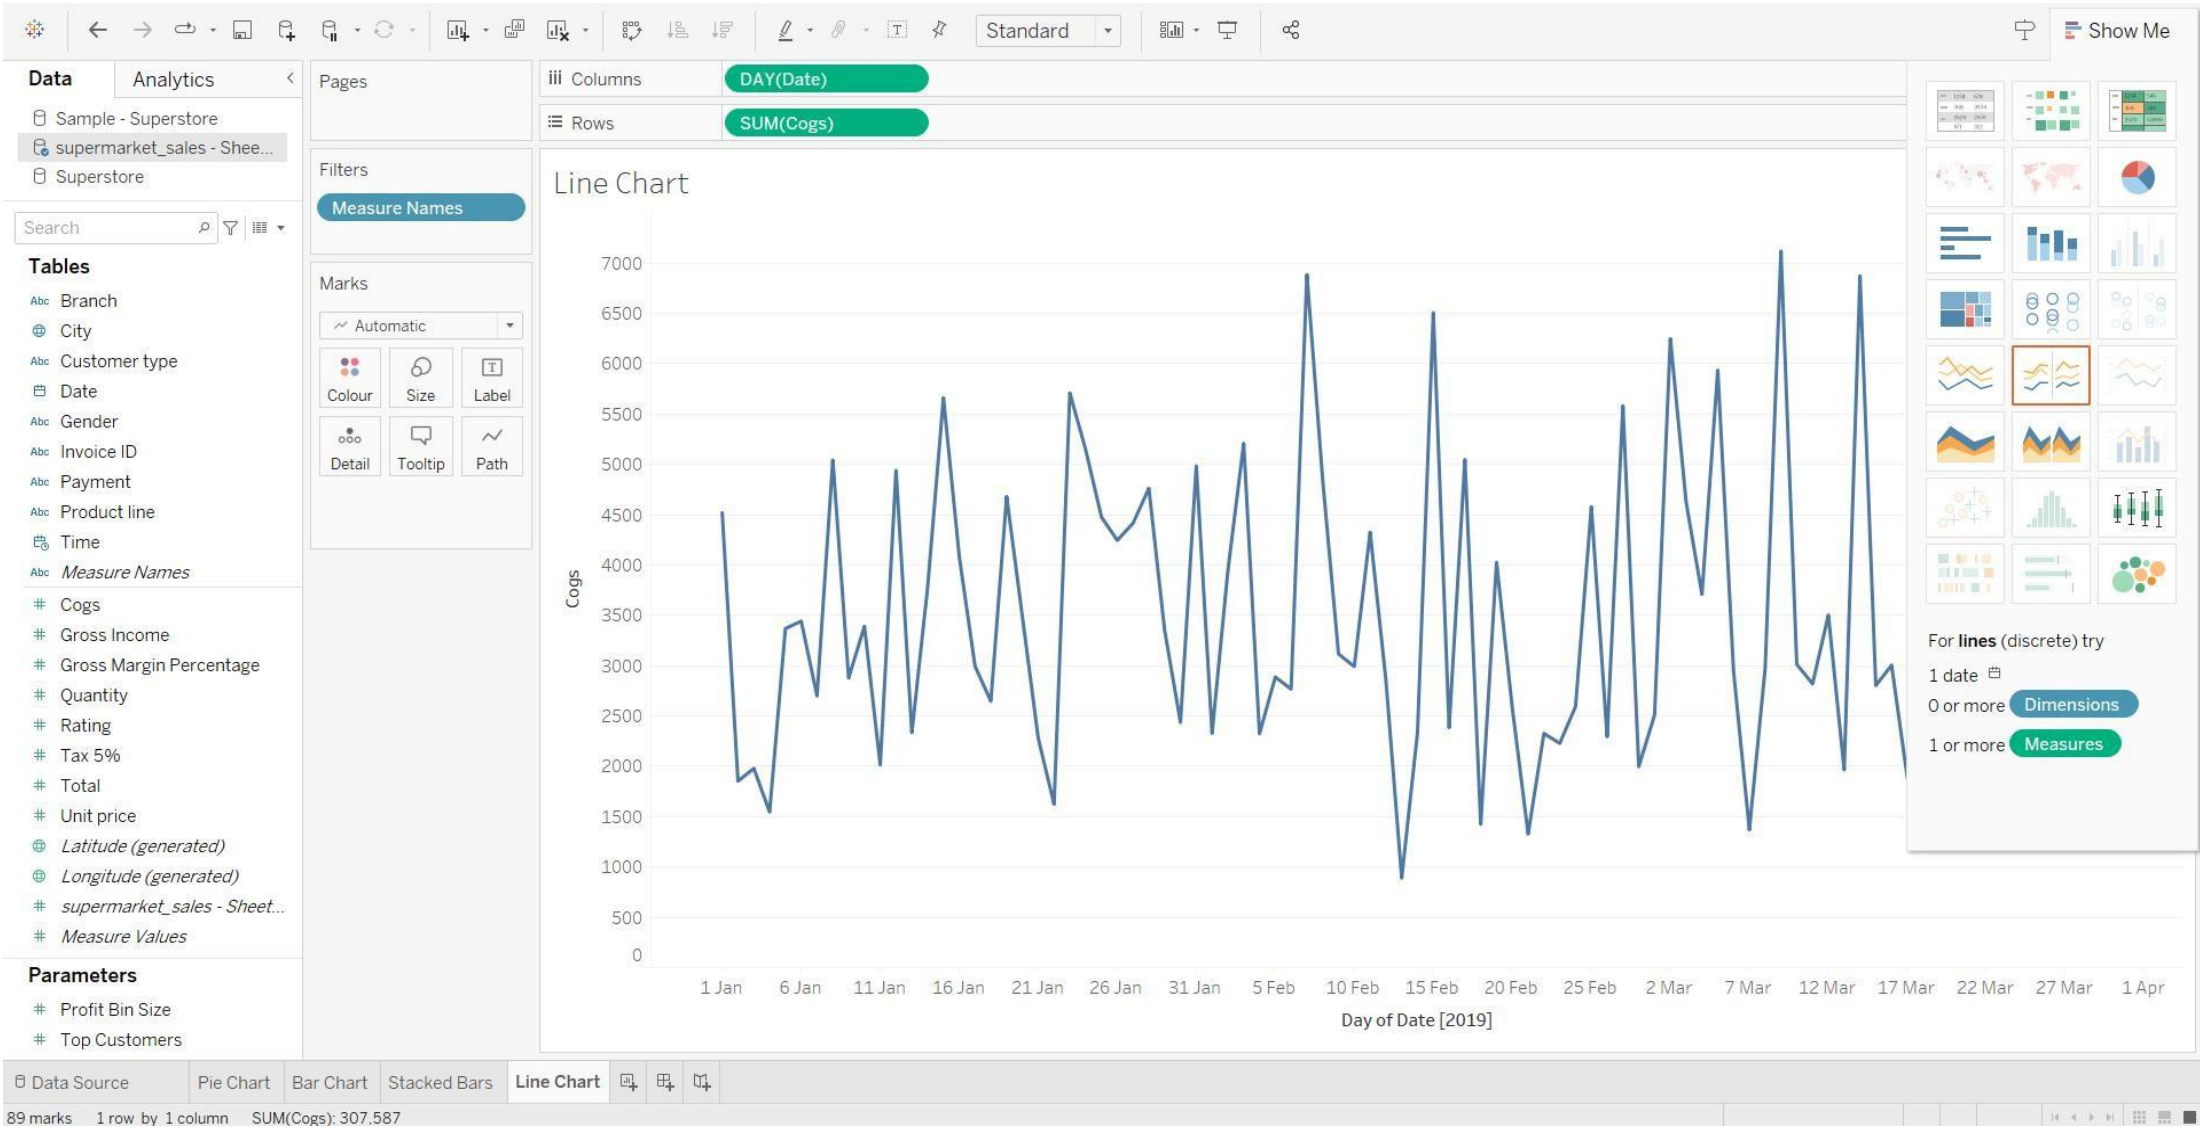 Standard
Show Me
Data
Analytics
Sample - Superstore
supermarket_sales - Shee...
Superstore
Search
Tables
Abc Branch
City
Abc Customer type
Date
Abc Gender
Abc Invoice ID
Abc Payment
Abc Product line
Time
Abc Measure Names
# Cogs
# Gross Income
# Gross Margin Percentage
# Quantity
# Rating
# Tax 5%
# Total
# Unit price
Latitude (generated)
Longitude (generated)
# supermarket_sales - Sheet...
# Measure Values
Parameters
# Profit Bin Size
# Top Customers
Pages
Filters
Measure Names
Marks
Automatic
Colour Size Label
Detail Tooltip Path
Columns DAY(Date)
Rows SUM(Cogs)
Line Chart
7000
6500
6000
5500
5000
4500
4000
3500
3000
2500
2000
1500
1000
500
0
Cogs
1 Jan 6 Jan 11 Jan 16 Jan 21 Jan 26 Jan 31 Jan 5 Feb 10 Feb 15 Feb 20 Feb 25 Feb 2 Mar 7 Mar 12 Mar 17 Mar 22 Mar 27 Mar 1 Apr
Day of Date [2019]
For lines (discrete) try
1 date
0 or more Dimensions
1 or more Measures
Data Source Pie Chart Bar Chart Stacked Bars Line Chart
89 marks 1 row by 1 column SUM(Cogs): 307,587